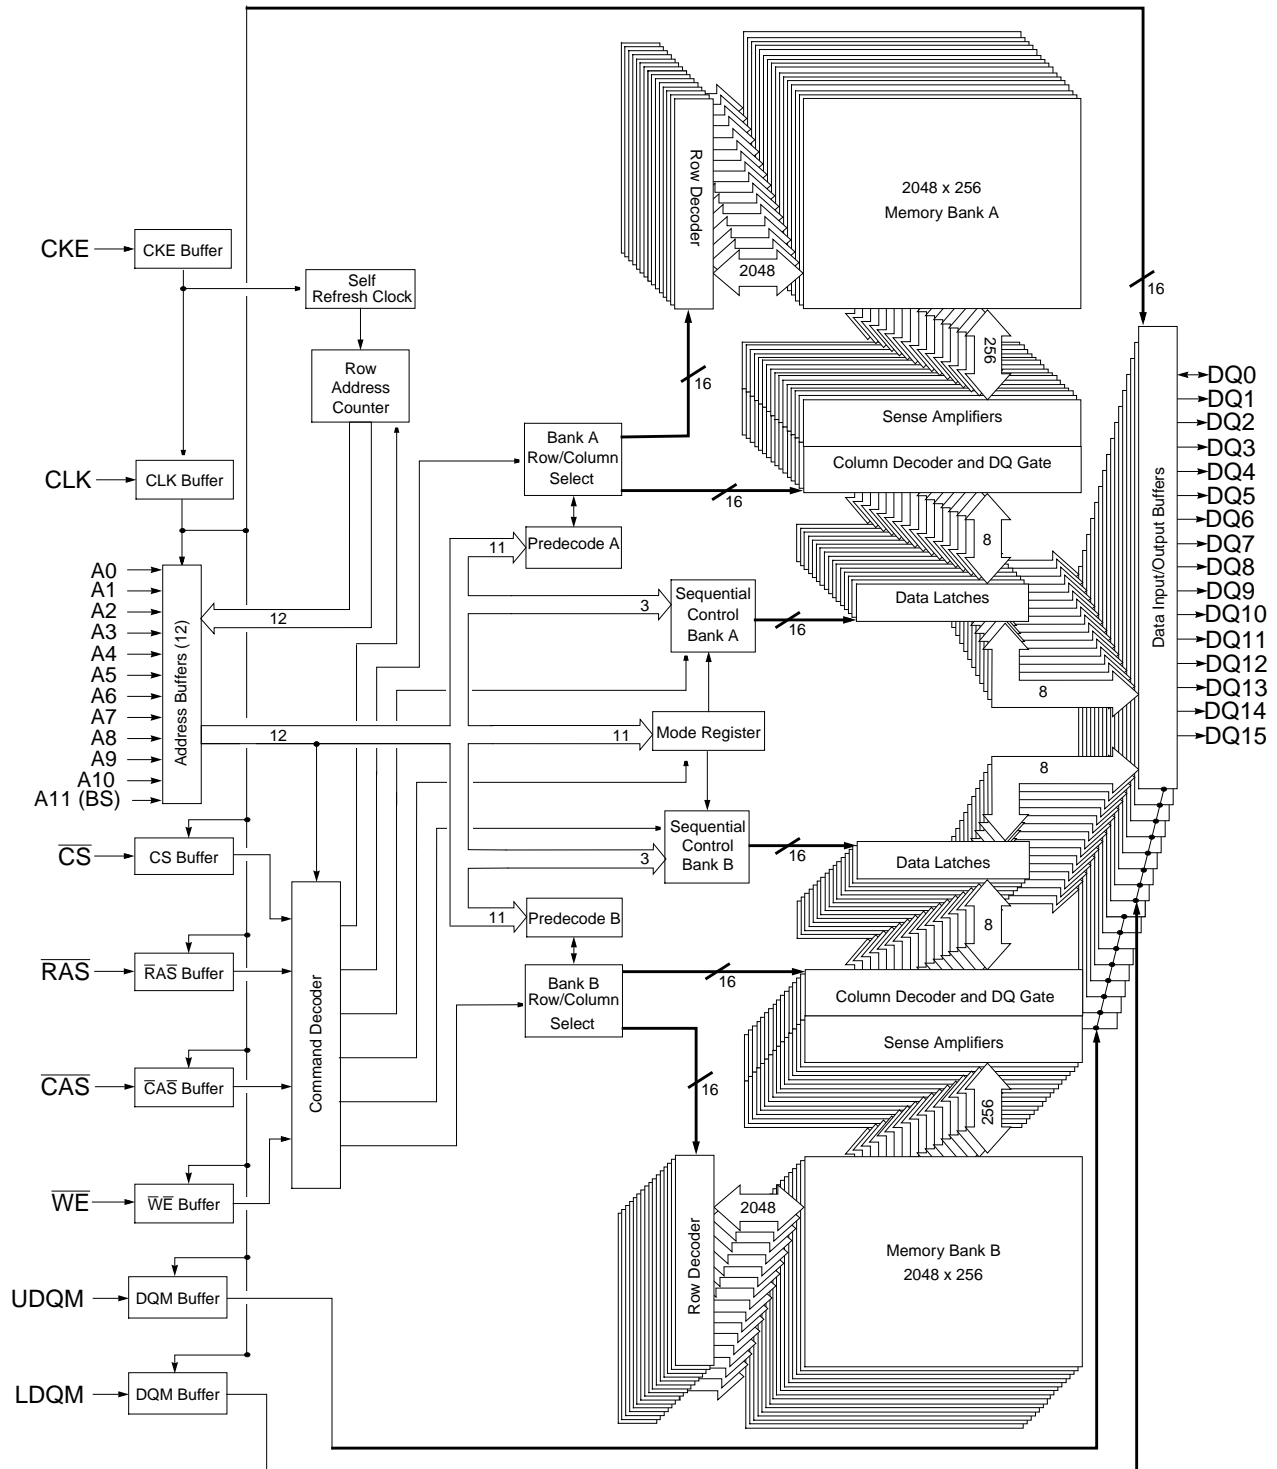 CKE
CKE Buffer
Self
Refresh Clock
Row
Address
Counter
CLK
CLK Buffer
A0
A1
A2
A3
A4
A5
A6
A7
A8
A9
A10
A11 (BS)
Address Buffers (12)
12
12
CS
CS Buffer
RAS
RAS Buffer
CAS
CAS Buffer
WE
WE Buffer
UDQM
DQM Buffer
LDQM
DQM Buffer
Command Decoder
Bank A
Row/Column
Select
16
16
11
Predecode A
3
Sequential
Control
Bank A
16
11
Mode Register
Sequential
Control
Bank B
3
16
11
Predecode B
Bank B
Row/Column
Select
16
16
Row Decoder
2048
2048 x 256
Memory Bank A
256
Sense Amplifiers
Column Decoder and DQ Gate
8
Data Latches
8
8
Data Latches
8
Column Decoder and DQ Gate
Sense Amplifiers
256
Row Decoder
2048
Memory Bank B
2048 x 256
16
Data Input/Output Buffers
DQ0
DQ1
DQ2
DQ3
DQ4
DQ5
DQ6
DQ7
DQ8
DQ9
DQ10
DQ11
DQ12
DQ13
DQ14
DQ15